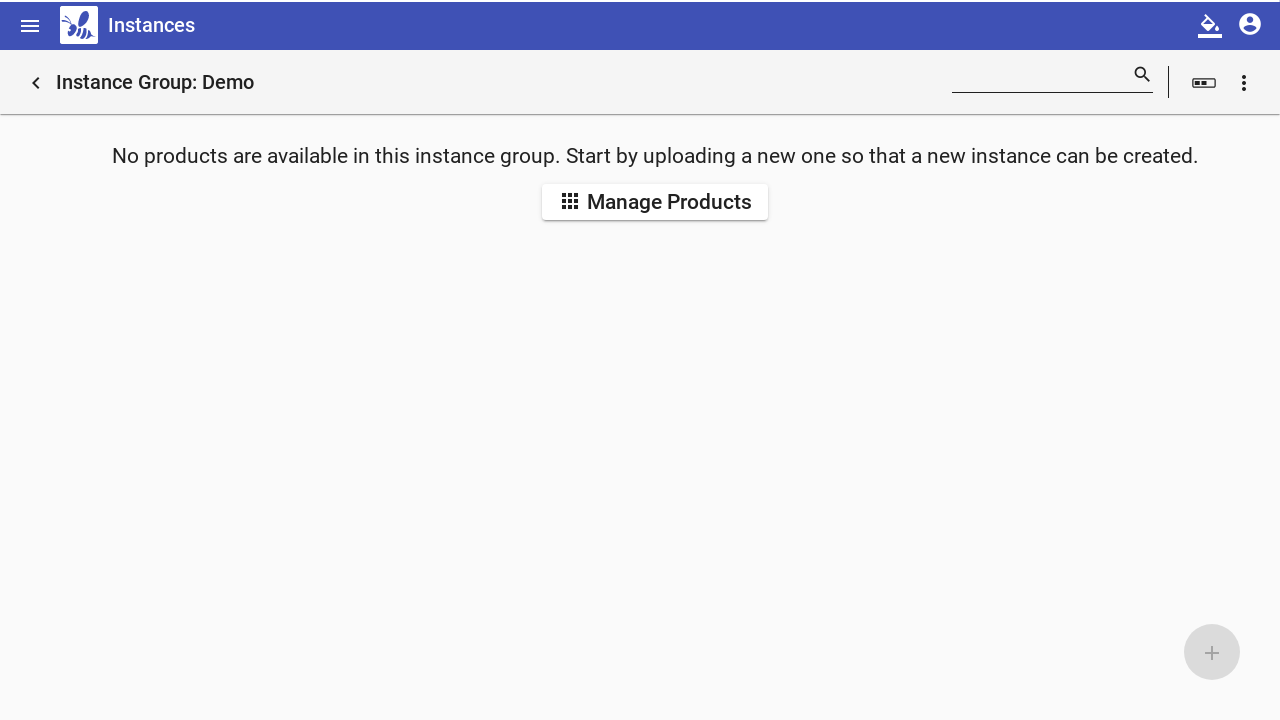 Instances
Instance Group: Demo
No products are available in this instance group. Start by uploading a new one so that a new instance can be created.
Manage Products